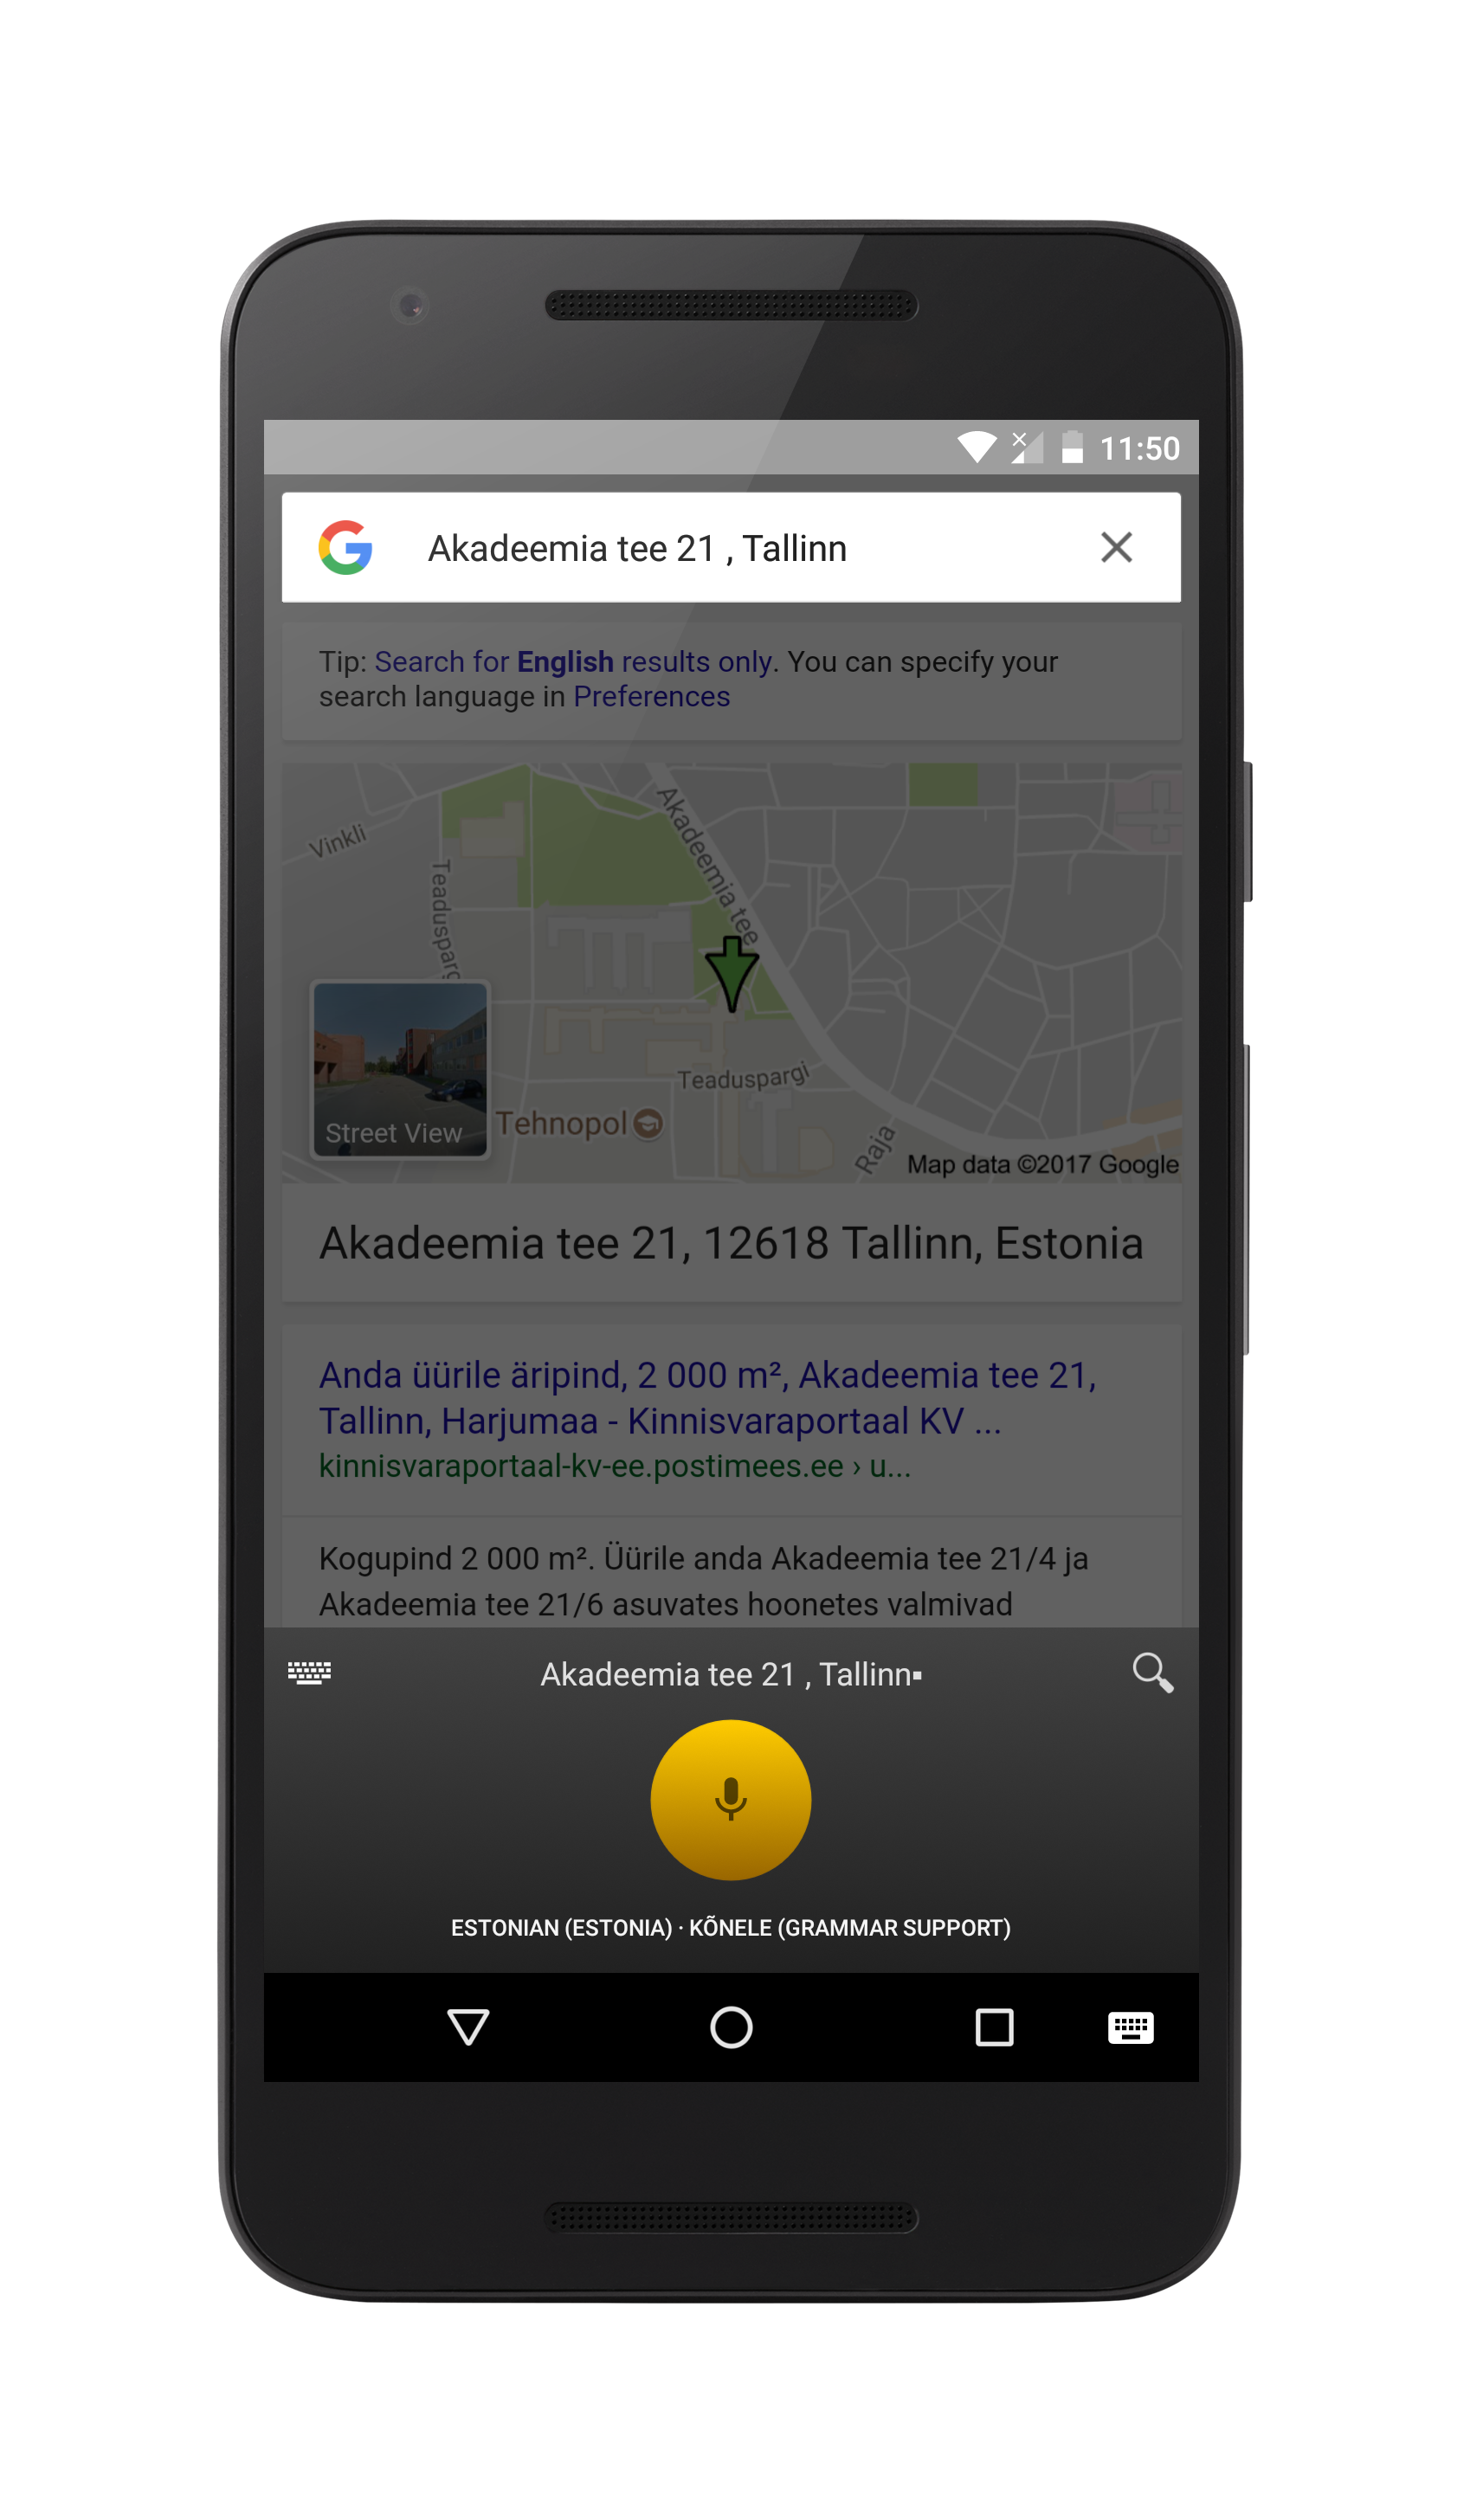 11:50
Akadeemia tee 21 , Tallinn
Tip: Search for English results only. You can specify your
search language in Preferences
Vinkli
Akadeemia tee
Teaduspargi
Teaduspargi
Street View
Tehnopol
Raja
Map data ©2017 Google
Akadeemia tee 21, 12618 Tallinn, Estonia
Anda üürile äripind, 2 000 m², Akadeemia tee 21,
Tallinn, Harjumaa - Kinnisvaraportaal KV ...
kinnisvaraportaal-kv-ee.postimees.ee › u...
Kogupind 2 000 m². Üürile anda Akadeemia tee 21/4 ja
Akadeemia tee 21/6 asuvates hoonetes valmivad
Akadeemia tee 21 , Tallinn▪
ESTONIAN (ESTONIA) · KÕNELE (GRAMMAR SUPPORT)